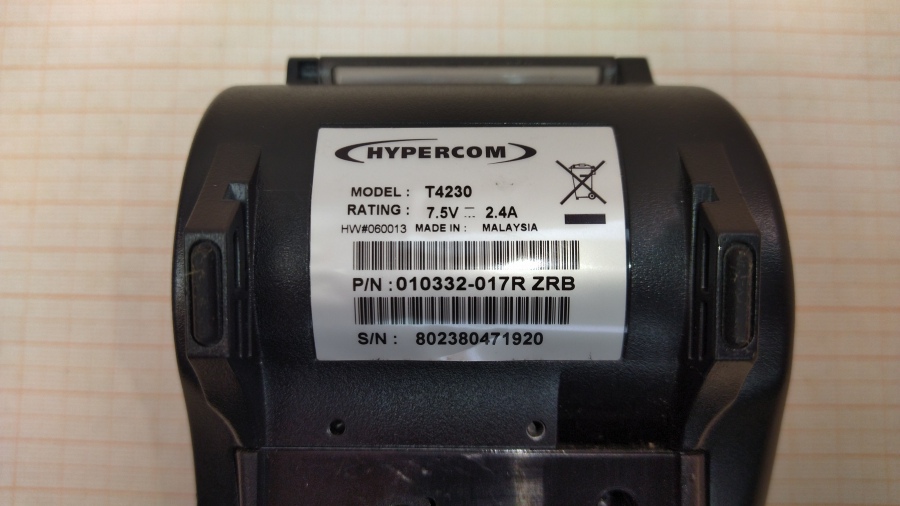 HYPERCOM
MODEL : T4230
RATING : 7.5V ⎓ 2.4A
HW#060013 MADE IN : MALAYSIA
P/N : 010332-017R ZRB
S/N : 802380471920